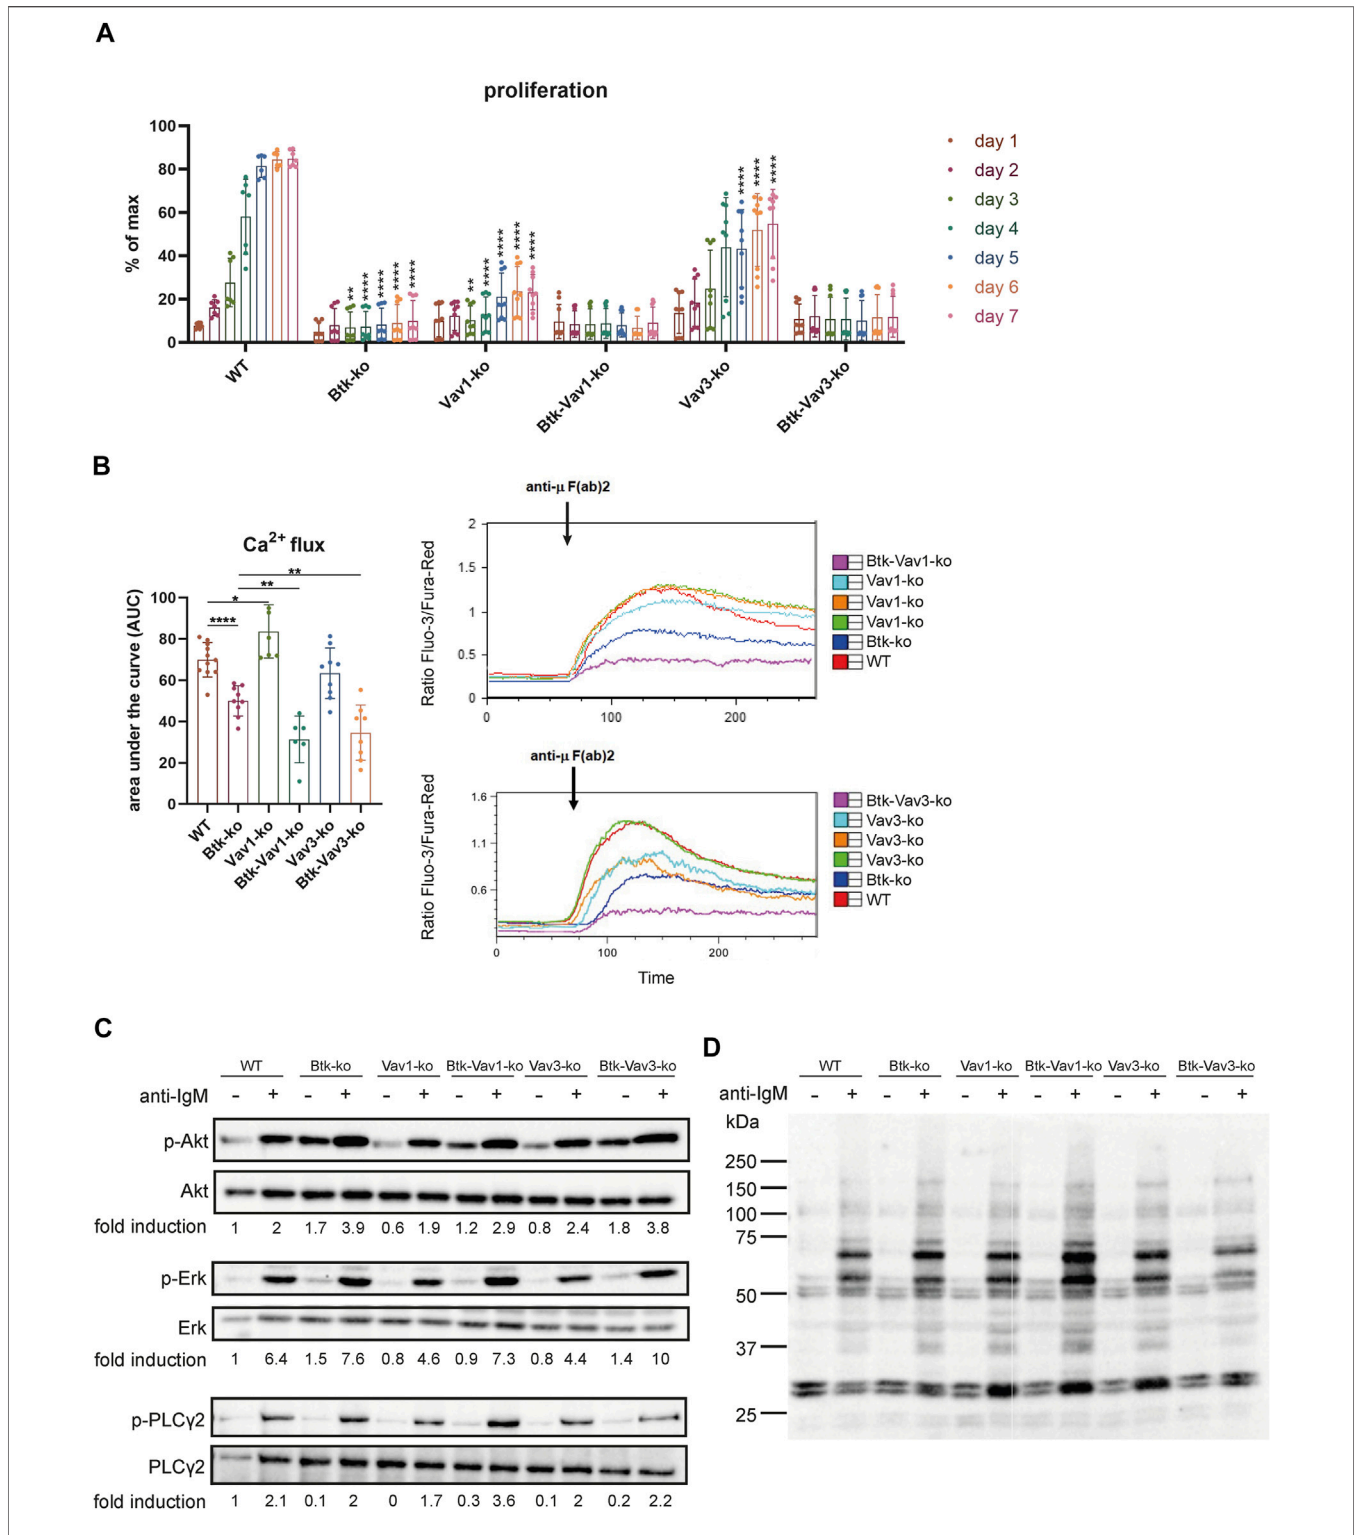 A
proliferation
% of max
100
80
60
40
20
0
**
****
****
****
****
**
****
****
****
****
****
****
****
WT
Btk-ko
Vav1-ko
Btk-Vav1-ko
Vav3-ko
Btk-Vav3-ko
day 1
day 2
day 3
day 4
day 5
day 6
day 7
B
Ca2+ flux
area under the curve (AUC)
100
80
60
40
20
0
**
**
*
****
WT
Btk-ko
Vav1-ko
Btk-Vav1-ko
Vav3-ko
Btk-Vav3-ko
anti-μ F(ab)2
Ratio Fluo-3/Fura-Red
2
1.5
1
0.5
0
0 100 200
Btk-Vav1-ko
Vav1-ko
Vav1-ko
Vav1-ko
Btk-ko
WT
anti-μ F(ab)2
Ratio Fluo-3/Fura-Red
1.6
1.1
0.6
0 100 200
Time
Btk-Vav3-ko
Vav3-ko
Vav3-ko
Vav3-ko
Btk-ko
WT
C
WT Btk-ko Vav1-ko Btk-Vav1-ko Vav3-ko Btk-Vav3-ko
anti-IgM - + - + - + - + - + - +
p-Akt
Akt
fold induction 1 2 1.7 3.9 0.6 1.9 1.2 2.9 0.8 2.4 1.8 3.8
p-Erk
Erk
fold induction 1 6.4 1.5 7.6 0.8 4.6 0.9 7.3 0.8 4.4 1.4 10
p-PLCγ2
PLCγ2
fold induction 1 2.1 0.1 2 0 1.7 0.3 3.6 0.1 2 0.2 2.2
D
WT Btk-ko Vav1-ko Btk-Vav1-ko Vav3-ko Btk-Vav3-ko
anti-IgM - + - + - + - + - + - +
kDa
250
150
100
75
50
37
25